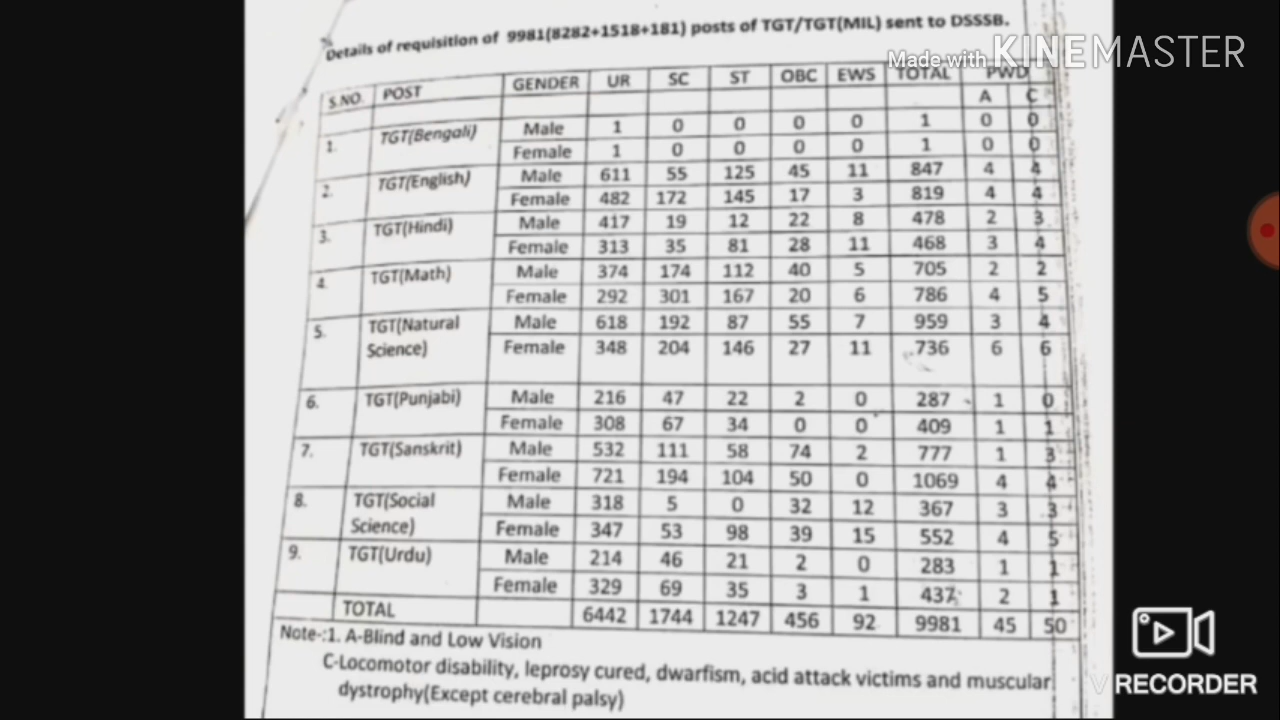 Details of requisition of 9981(8282+1518+181) posts of TGT/TGT(MIL) sent to DSSSB.
Made with KINEMASTER
S.NO. POST GENDER UR SC ST OBC EWS TOTAL PWD
A C
1. TGT(Bengali) Male 1 0 0 0 0 1 0 0
Female 1 0 0 0 0 1 0 0
2. TGT(English) Male 611 55 125 45 11 847 4 4
Female 482 172 145 17 3 819 4 4
3. TGT(Hindi) Male 417 19 12 22 8 478 2 3
Female 313 35 81 28 11 468 3 4
4. TGT(Math) Male 374 174 112 40 5 705 2 2
Female 292 301 167 20 6 786 4 5
5. TGT(Natural Male 618 192 87 55 7 959 3 4
Science) Female 348 204 146 27 11 736 6 6
6. TGT(Punjabi) Male 216 47 22 2 0 287 1 0
Female 308 67 34 0 0 409 1 1
7. TGT(Sanskrit) Male 532 111 58 74 2 777 1 3
Female 721 194 104 50 0 1069 4 4
8. TGT(Social Male 318 5 0 32 12 367 3 3
Science) Female 347 53 98 39 15 552 4 5
9. TGT(Urdu) Male 214 46 21 2 0 283 1 1
Female 329 69 35 3 1 437 2 1
TOTAL 6442 1744 1247 456 92 9981 45 50
Note-:1. A-Blind and Low Vision
C-Locomotor disability, leprosy cured, dwarfism, acid attack victims and muscular
dystrophy(Except cerebral palsy)
V RECORDER